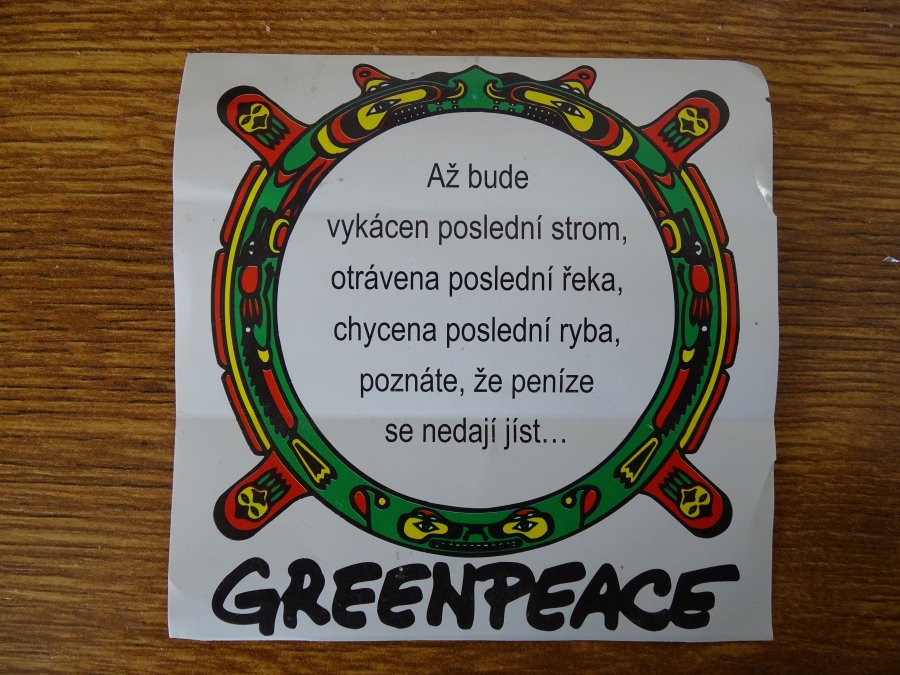 Až bude
vykácen poslední strom,
otrávena poslední řeka,
chycena poslední ryba,
poznáte, že peníze
se nedají jíst…
GREENPEACE